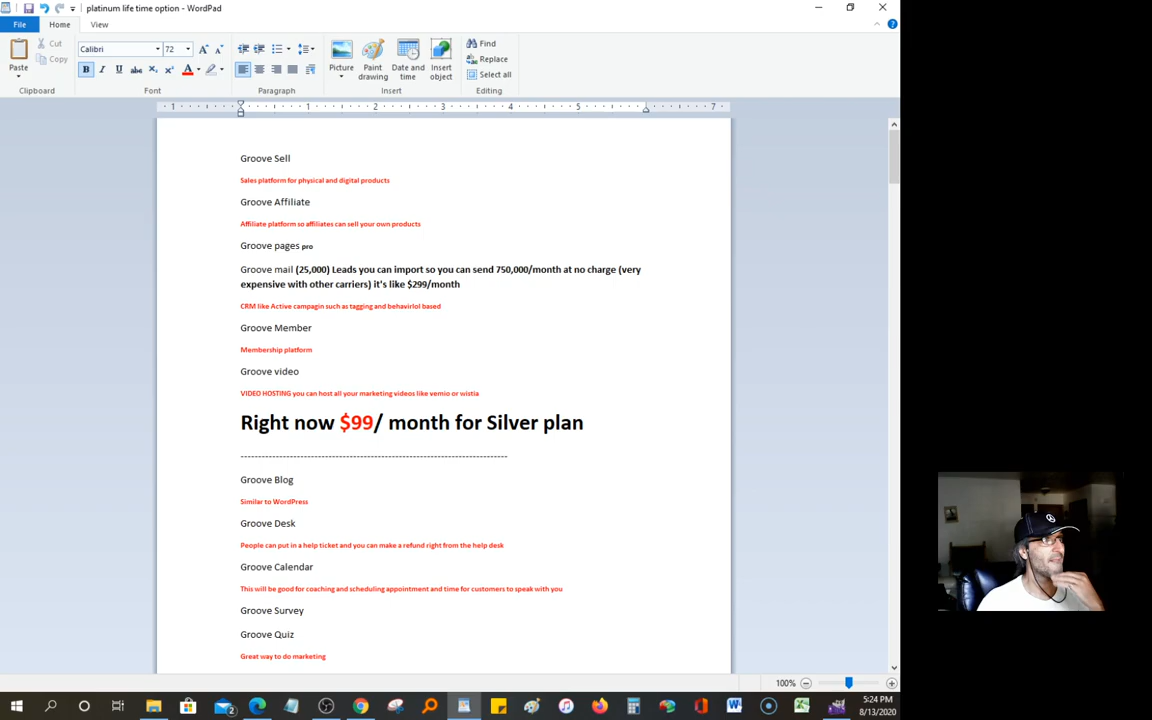 platinum life time option - WordPad
File Home View
Paste
Cut
Copy
Clipboard
Calibri 72
Font
Paragraph
Picture
Paint drawing
Date and time
Insert object
Insert
Find
Replace
Select all
Editing
1 1 2 3 4 5 7
Groove Sell
Sales platform for physical and digital products
Groove Affiliate
Affiliate platform so affiliates can sell your own products
Groove pages pro
Groove mail (25,000) Leads you can import so you can send 750,000/month at no charge (very
expensive with other carriers) it's like $299/month
CRM like Active campagin such as tagging and behavirlol based
Groove Member
Membership platform
Groove video
VIDEO HOSTING you can host all your marketing videos like vemio or wistia
Right now $99/ month for Silver plan
----------------------------------------------------------------------------
Groove Blog
Similar to WordPress
Groove Desk
People can put in a help ticket and you can make a refund right from the help desk
Groove Calendar
This will be good for coaching and scheduling appointment and time for customers to speak with you
Groove Survey
Groove Quiz
Great way to do marketing
100%
5:24 PM
8/13/2020